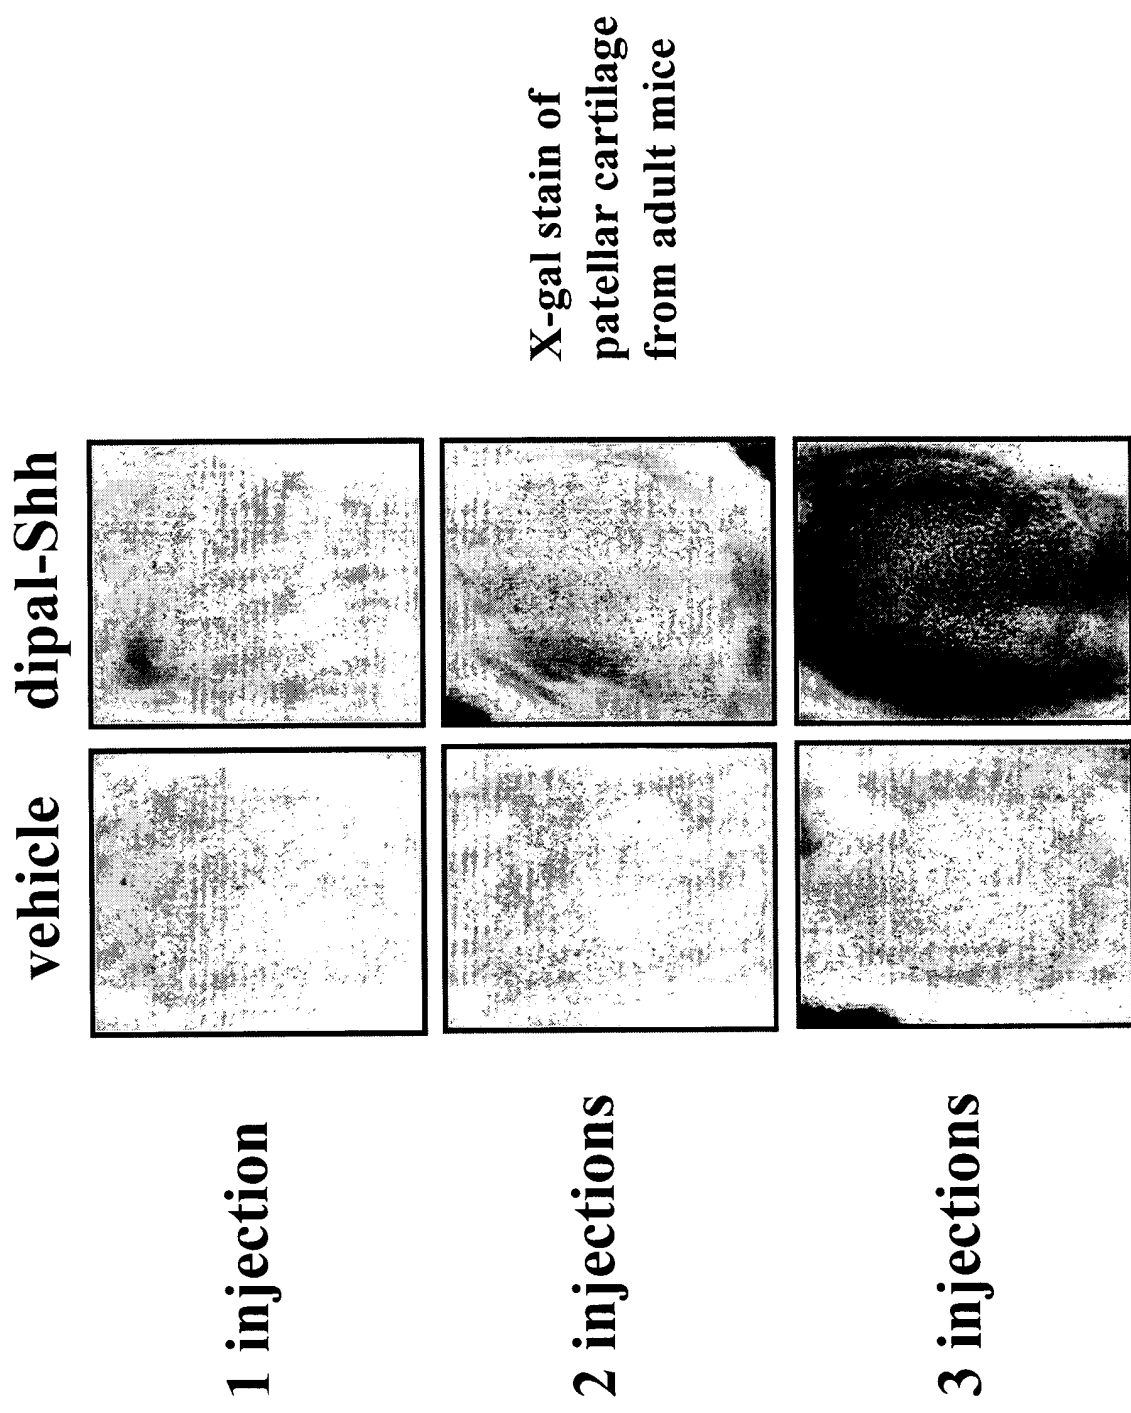 vehicle
dipal-Shh
1 injection
2 injections
3 injections
X-gal stain of
patellar cartilage
from adult mice